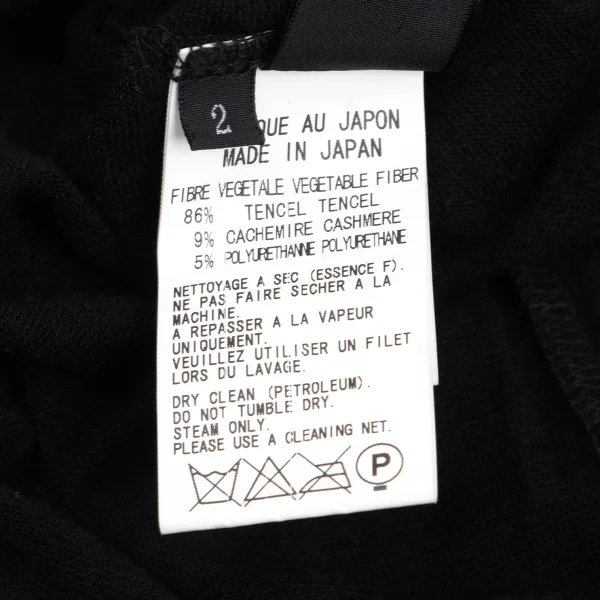 2
QUE AU JAPON
MADE IN JAPAN
FIBRE VEGETALE VEGETABLE FIBER
86% TENCEL TENCEL
9% CACHEMIRE CASHMERE
5% POLYURETHANNE POLYURETHANE
NETTOYAGE A SEC (ESSENCE F).
NE PAS FAIRE SECHER A LA
MACHINE.
A REPASSER A LA VAPEUR
UNIQUEMENT.
VEUILLEZ UTILISER UN FILET
LORS DU LAVAGE.
DRY CLEAN (PETROLEUM).
DO NOT TUMBLE DRY.
STEAM ONLY.
PLEASE USE A CLEANING NET.
P